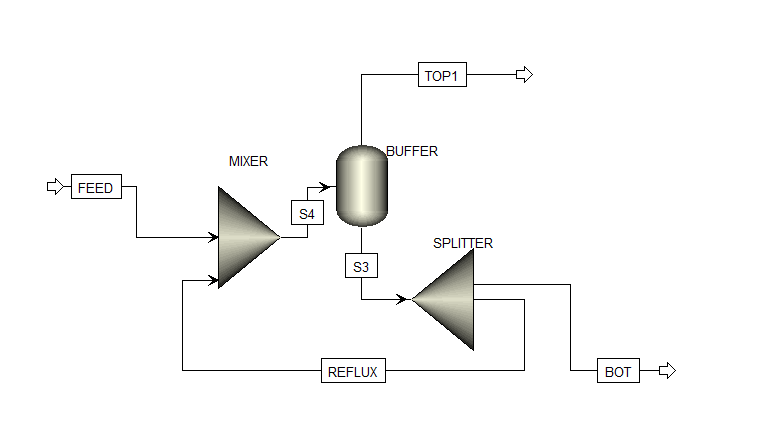 TOP1
BUFFER
MIXER
FEED
S4
SPLITTER
S3
REFLUX
BOT